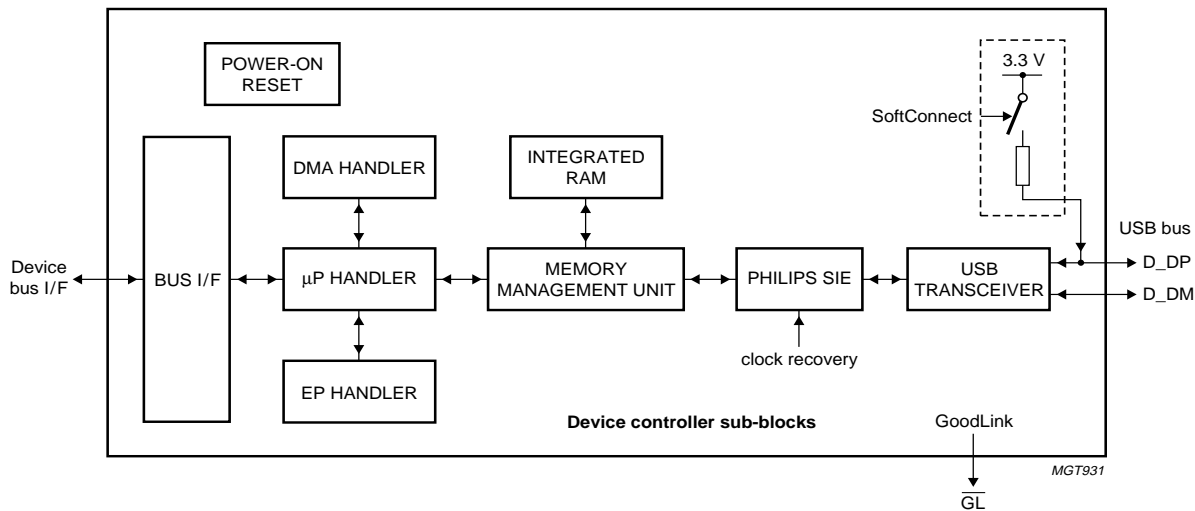 POWER-ON
RESET
3.3 V
SoftConnect
DMA HANDLER
INTEGRATED
RAM
USB bus
Device
bus I/F
BUS I/F
µP HANDLER
MEMORY
MANAGEMENT UNIT
PHILIPS SIE
USB
TRANSCEIVER
D_DP
D_DM
clock recovery
EP HANDLER
Device controller sub-blocks
GoodLink
MGT931
G̅L̅